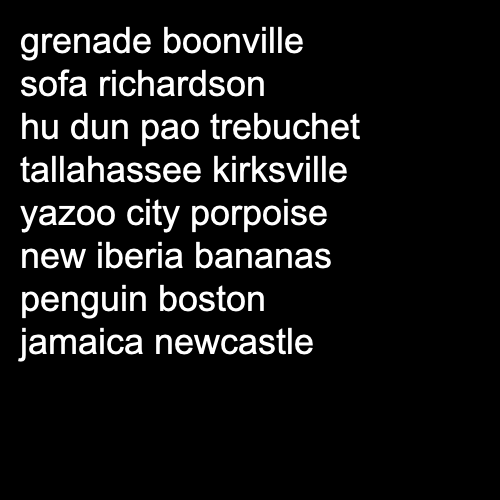 grenade boonville
sofa richardson
hu dun pao trebuchet
tallahassee kirksville
yazoo city porpoise
new iberia bananas
penguin boston
jamaica newcastle